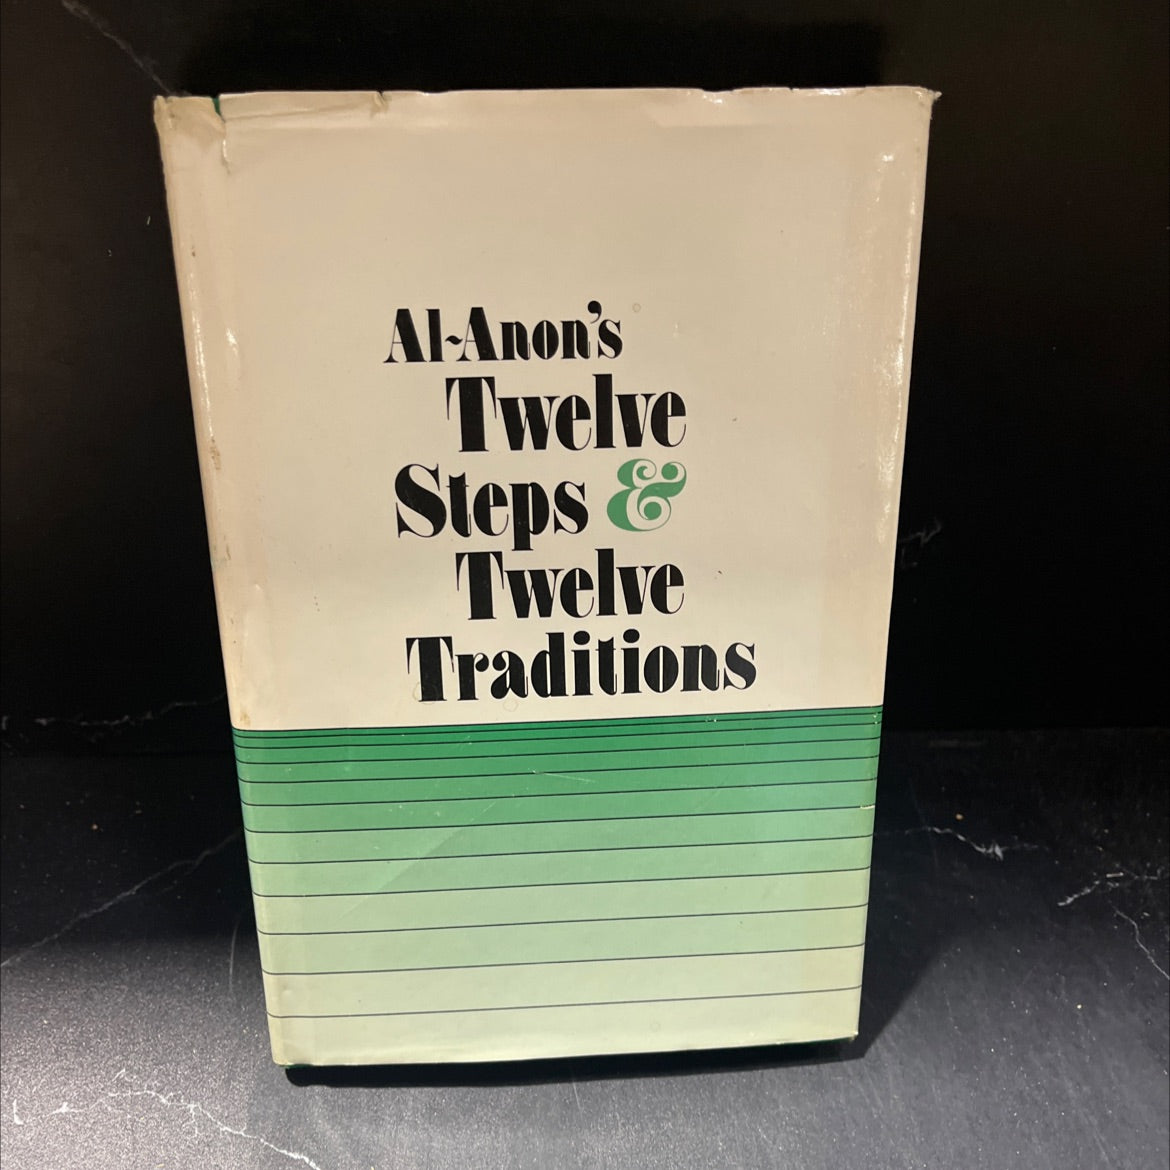 Al-Anon's
Twelve
Steps &
Twelve
Traditions